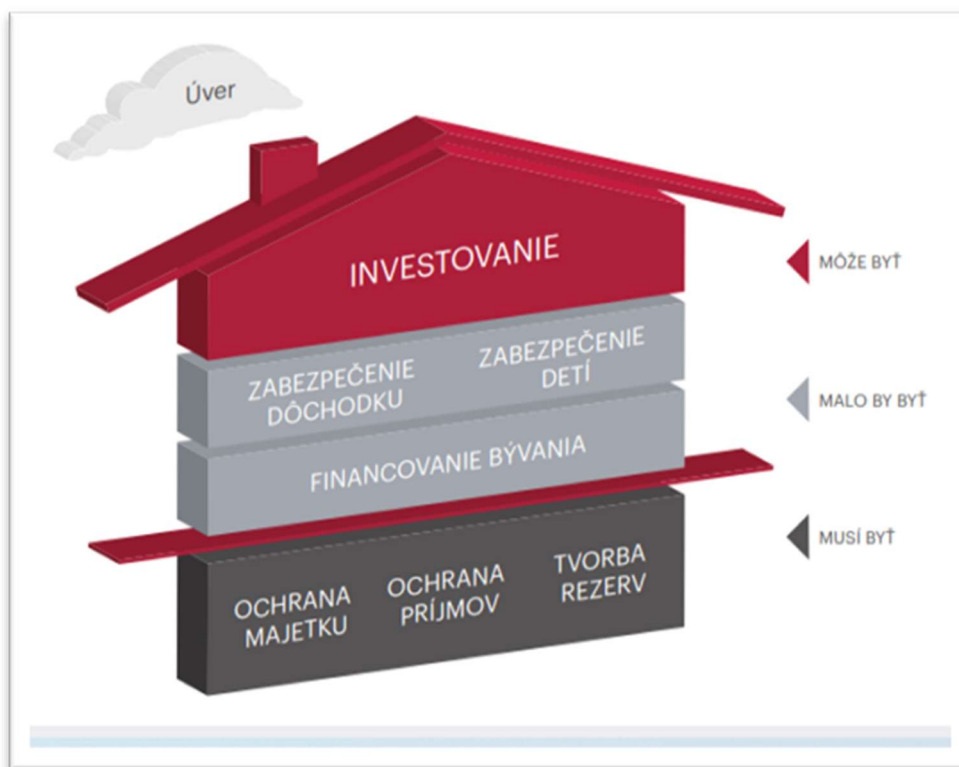 Úver
INVESTOVANIE
MÔŽE BYŤ
ZABEZPEČENIE
DÔCHODKU
ZABEZPEČENIE
DETÍ
MALO BY BYŤ
FINANCOVANIE BÝVANIA
OCHRANA
MAJETKU
OCHRANA
PRÍJMOV
TVORBA
REZERV
MUSÍ BYŤ